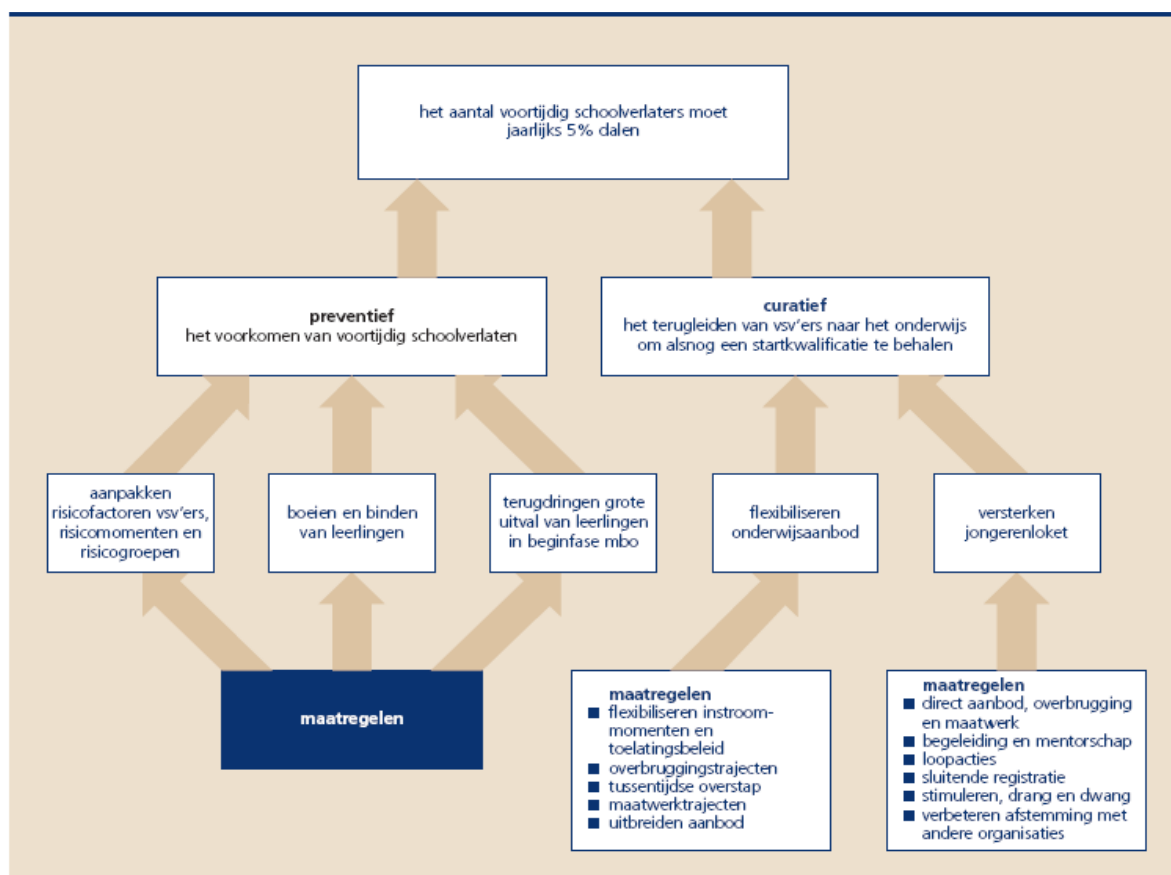 het aantal voortijdig schoolverlaters moet
jaarlijks 5% dalen
preventief
het voorkomen van voortijdig schoolverlaten
curatief
het terugleiden van vsv'ers naar het onderwijs
om alsnog een startkwalificatie te behalen
aanpakken
risicofactoren vsv'ers,
risicomomenten en
risicogroepen
boeien en binden
van leerlingen
terugdringen grote
uitval van leerlingen
in beginfase mbo
flexibiliseren
onderwijsaanbod
versterken
jongerenloket
maatregelen
maatregelen
■ flexibiliseren instroom-
momenten en
toelatingsbeleid
■ overbruggingstrajecten
■ tussentijdse overstap
■ maatwerktrajecten
■ uitbreiden aanbod
maatregelen
■ direct aanbod, overbrugging
en maatwerk
■ begeleiding en mentorschap
■ loopacties
■ sluitende registratie
■ stimuleren, drang en dwang
■ verbeteren afstemming met
andere organisaties